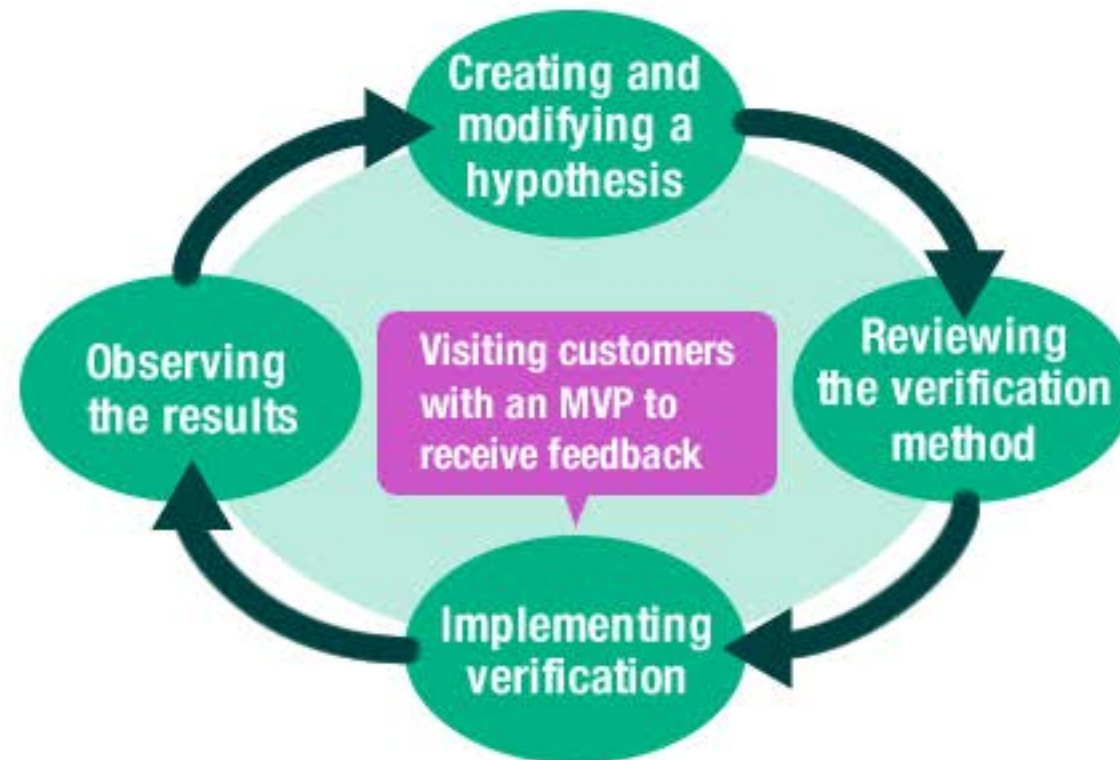 Creating and
modifying a
hypothesis
Reviewing
the verification
method
Implementing
verification
Observing
the results
Visiting customers
with an MVP to
receive feedback